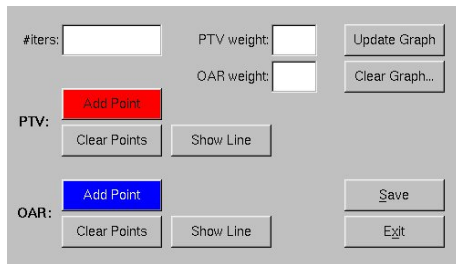 #iters: PTV weight: Update Graph
OAR weight: Clear Graph...
Add Point
PTV:
Clear Points Show Line
Add Point Save
OAR:
Clear Points Show Line Exit